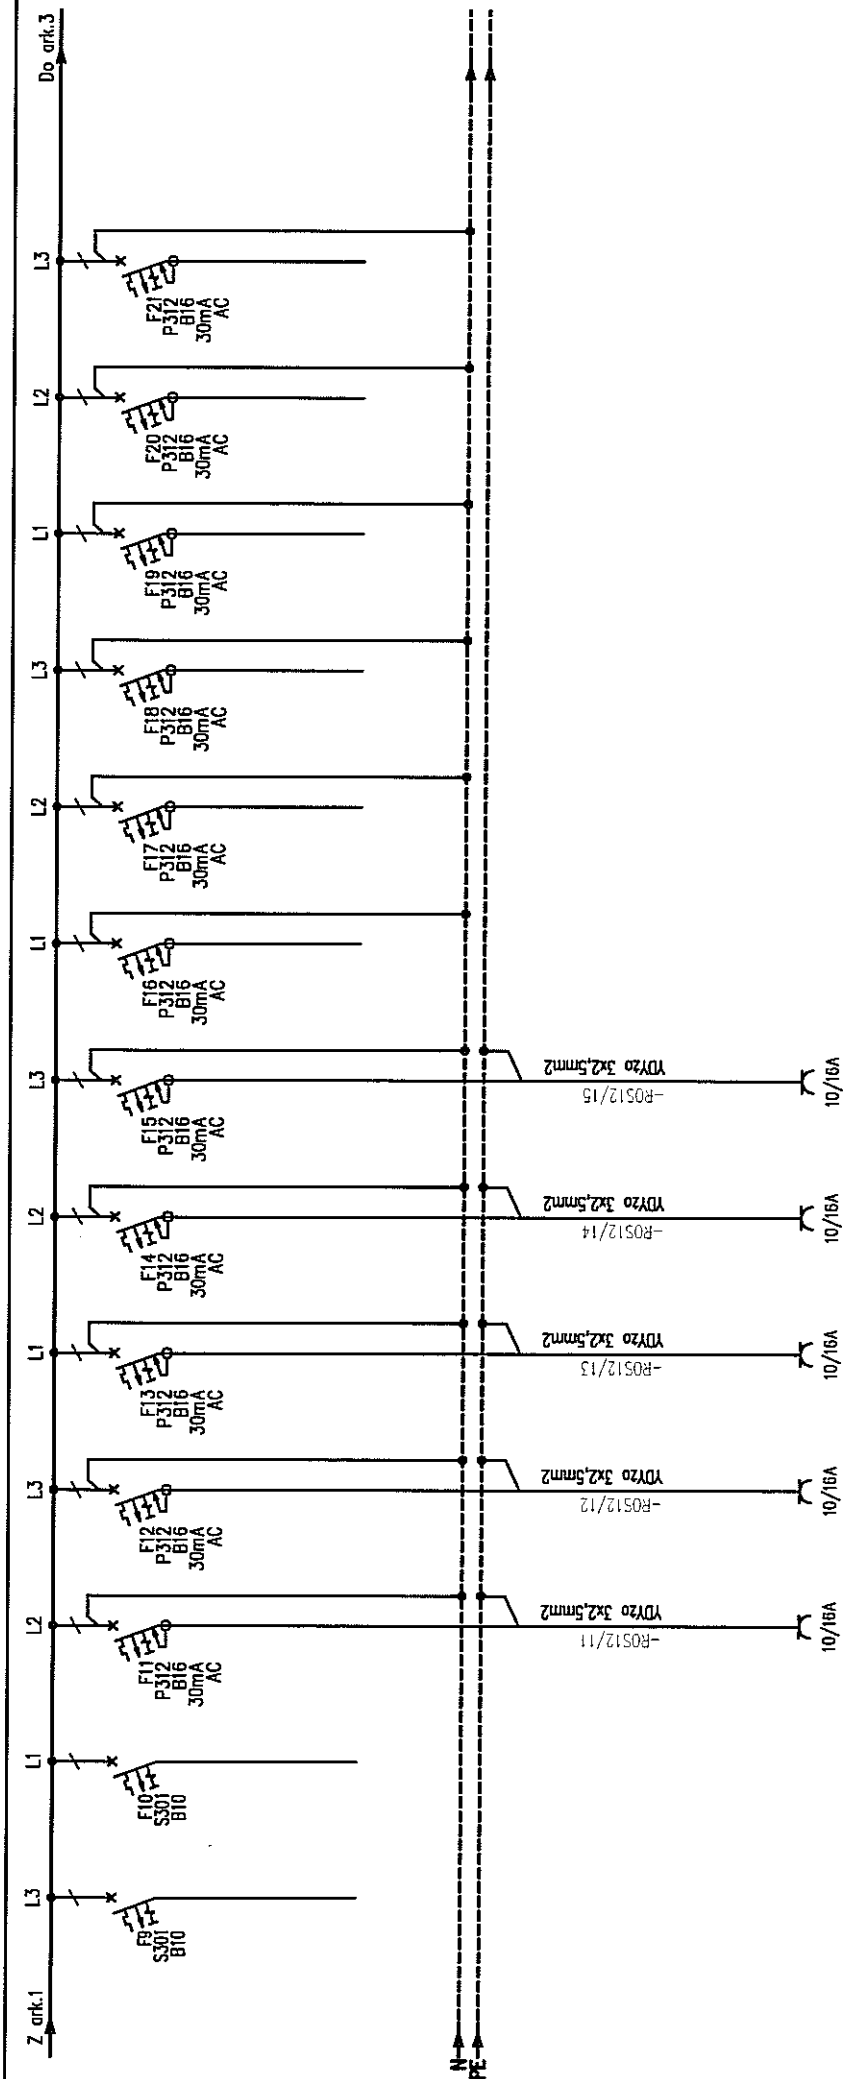 Z ark.1
L3
F9
S301
B10
L1
F10
S301
B10
L2
F11
P312
B16
30mA
AC
L3
F12
P312
B16
30mA
AC
L1
F13
P312
B16
30mA
AC
L2
F14
P312
B16
30mA
AC
L3
F15
P312
B16
30mA
AC
L1
F16
P312
B16
30mA
AC
L2
F17
P312
B16
30mA
AC
L3
F18
P312
B16
30mA
AC
L1
F19
P312
B16
30mA
AC
L2
F20
P312
B16
30mA
AC
L3
F21
P312
B16
30mA
AC
Do ark.3
N
PE
YDYżo 3x2,5mm2
-ROS12/11
10/16A
YDYżo 3x2,5mm2
-ROS12/12
10/16A
YDYżo 3x2,5mm2
-ROS12/13
10/16A
YDYżo 3x2,5mm2
-ROS12/14
10/16A
YDYżo 3x2,5mm2
-ROS12/15
10/16A